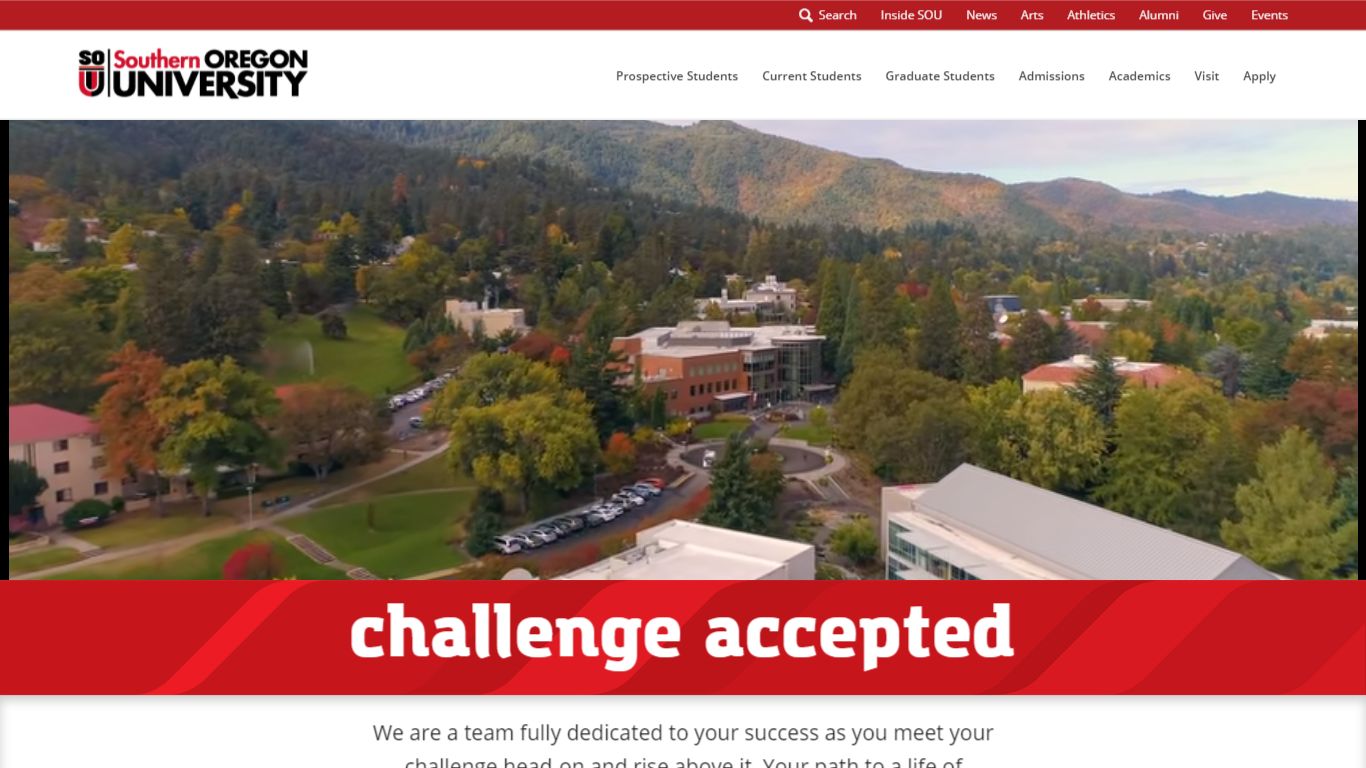 Search Inside SOU News Arts Athletics Alumni Give Events
SO
U
Southern OREGON
UNIVERSITY
Prospective Students Current Students Graduate Students Admissions Academics Visit Apply
challenge accepted
We are a team fully dedicated to your success as you meet your
challenge head-on and rise above it. Your path to a life of